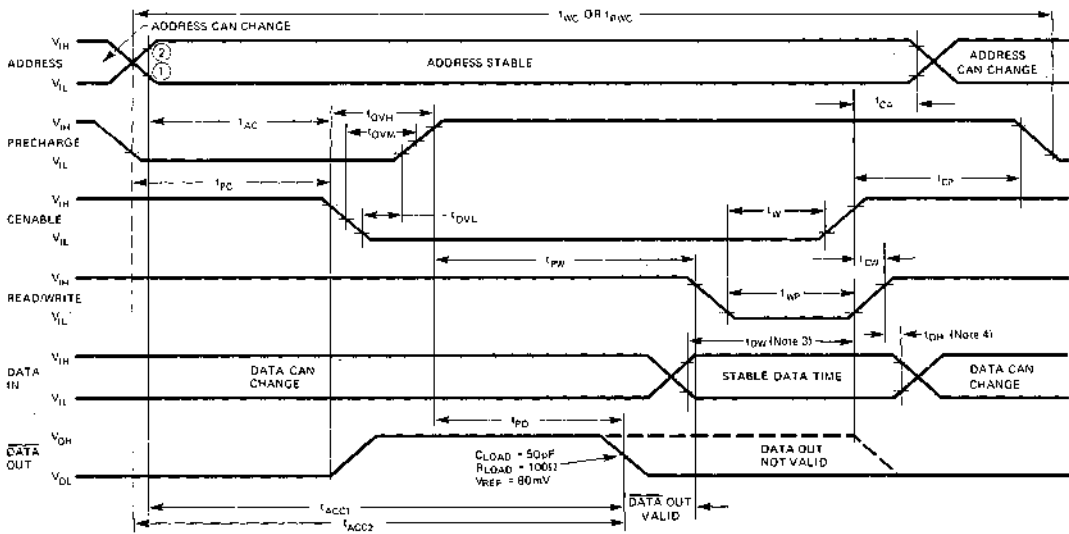 tWC OR tRWC
ADDRESS CAN CHANGE
VIH
ADDRESS
VIL
②
①
ADDRESS STABLE
ADDRESS
CAN CHANGE
tCA
tAC
tOVH
tOVM
VIH
PRECHARGE
VIL
tPC
tCP
VIH
CENABLE
VIL
tOVL
tW
tPW
tCW
VIH
READ/WRITE
VIL
tWP
tDW (Note 3)
tDH (Note 4)
VIH
DATA
IN
VIL
DATA CAN
CHANGE
STABLE DATA TIME
DATA CAN
CHANGE
tPO
VOH
DATA
OUT
VOL
CLOAD = 50pF
RLOAD = 100Ω
VREF = 80mV
DATA OUT
NOT VALID
DATA OUT
VALID
tACC1
tACC2